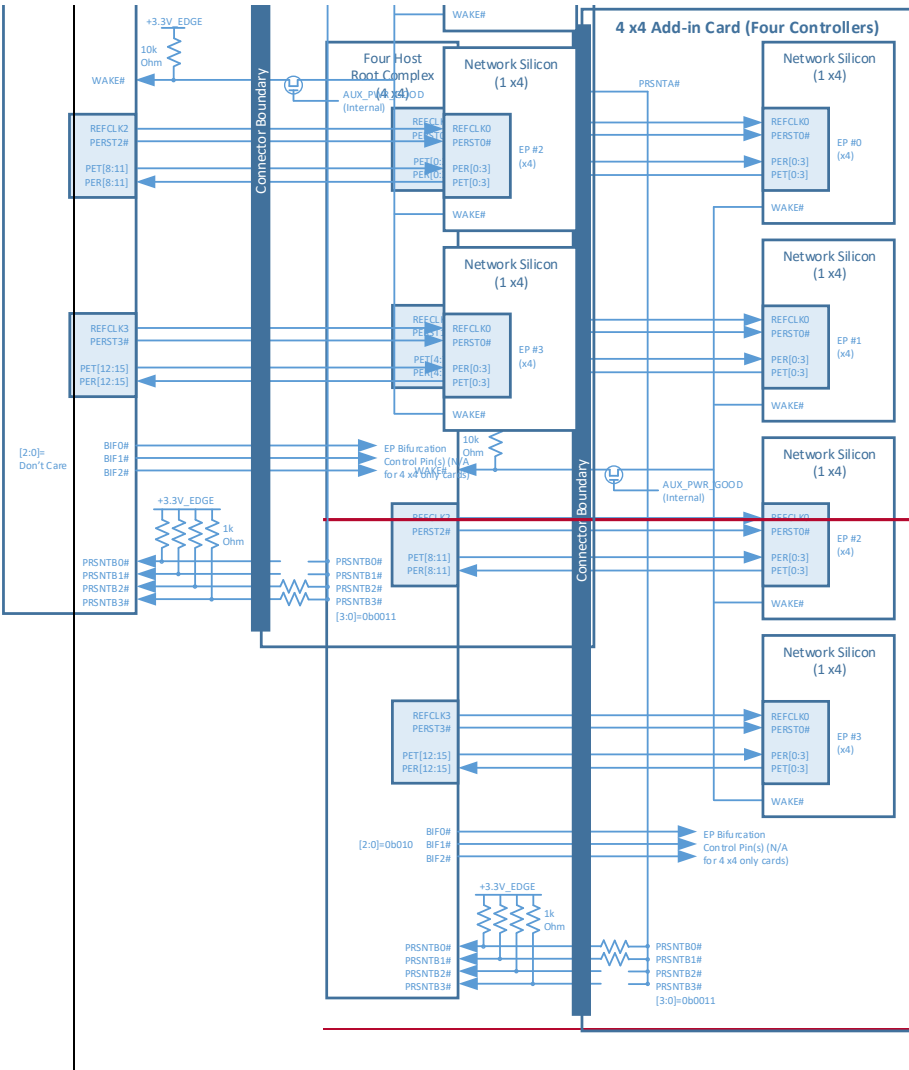 WAKE#
4 x4 Add-in Card (Four Controllers)
+3.3V_EDGE
10k
Ohm
WAKE#
Four Host
Root Complex
(4 x4)
AUX_PWR_GOOD
(Internal)
Connector Boundary
Network Silicon
(1 x4)
PRSNTA#
Network Silicon
(1 x4)
REFCLK2
PERST2#
PET[8:11]
PER[8:11]
REFCLK0
PERST0#
PER[0:3]
PET[0:3]
EP #2
(x4)
WAKE#
REFCLK0
PERST0#
PER[0:3]
PET[0:3]
EP #0
(x4)
WAKE#
Network Silicon
(1 x4)
Network Silicon
(1 x4)
REFCLK3
PERST3#
PET[12:15]
PER[12:15]
REFCLK0
PERST0#
PER[0:3]
PET[0:3]
EP #3
(x4)
WAKE#
REFCLK0
PERST0#
PER[0:3]
PET[0:3]
EP #1
(x4)
WAKE#
[2:0]=
Don't Care
BIF0#
BIF1#
BIF2#
EP Bifurcation
Control Pin(s) (N/A
for 4 x4 only cards)
10k
Ohm
WAKE#
Connector Boundary
AUX_PWR_GOOD
(Internal)
Network Silicon
(1 x4)
+3.3V_EDGE
1k
Ohm
PRSNTB0#
PRSNTB1#
PRSNTB2#
PRSNTB3#
PRSNTB0#
PRSNTB1#
PRSNTB2#
PRSNTB3#
[3:0]=0b0011
REFCLK2
PERST2#
PET[8:11]
PER[8:11]
REFCLK0
PERST0#
PER[0:3]
PET[0:3]
EP #2
(x4)
WAKE#
Network Silicon
(1 x4)
REFCLK3
PERST3#
PET[12:15]
PER[12:15]
REFCLK0
PERST0#
PER[0:3]
PET[0:3]
EP #3
(x4)
WAKE#
[2:0]=0b010
BIF0#
BIF1#
BIF2#
EP Bifurcation
Control Pin(s) (N/A
for 4 x4 only cards)
+3.3V_EDGE
1k
Ohm
PRSNTB0#
PRSNTB1#
PRSNTB2#
PRSNTB3#
PRSNTB0#
PRSNTB1#
PRSNTB2#
PRSNTB3#
[3:0]=0b0011